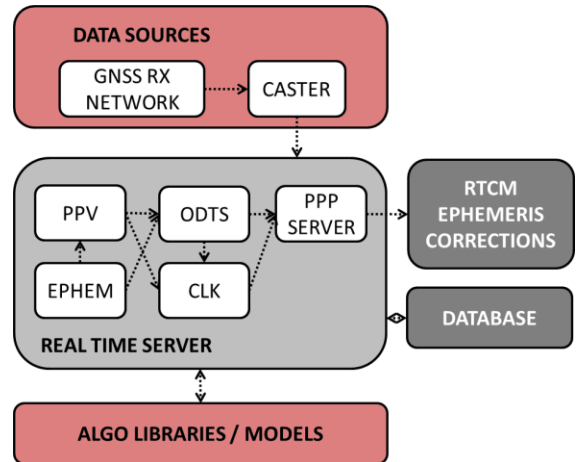 DATA SOURCES
GNSS RX
NETWORK
CASTER
PPV
ODTS
PPP
SERVER
EPHEM
CLK
REAL TIME SERVER
RTCM
EPHEMERIS
CORRECTIONS
DATABASE
ALGO LIBRARIES / MODELS